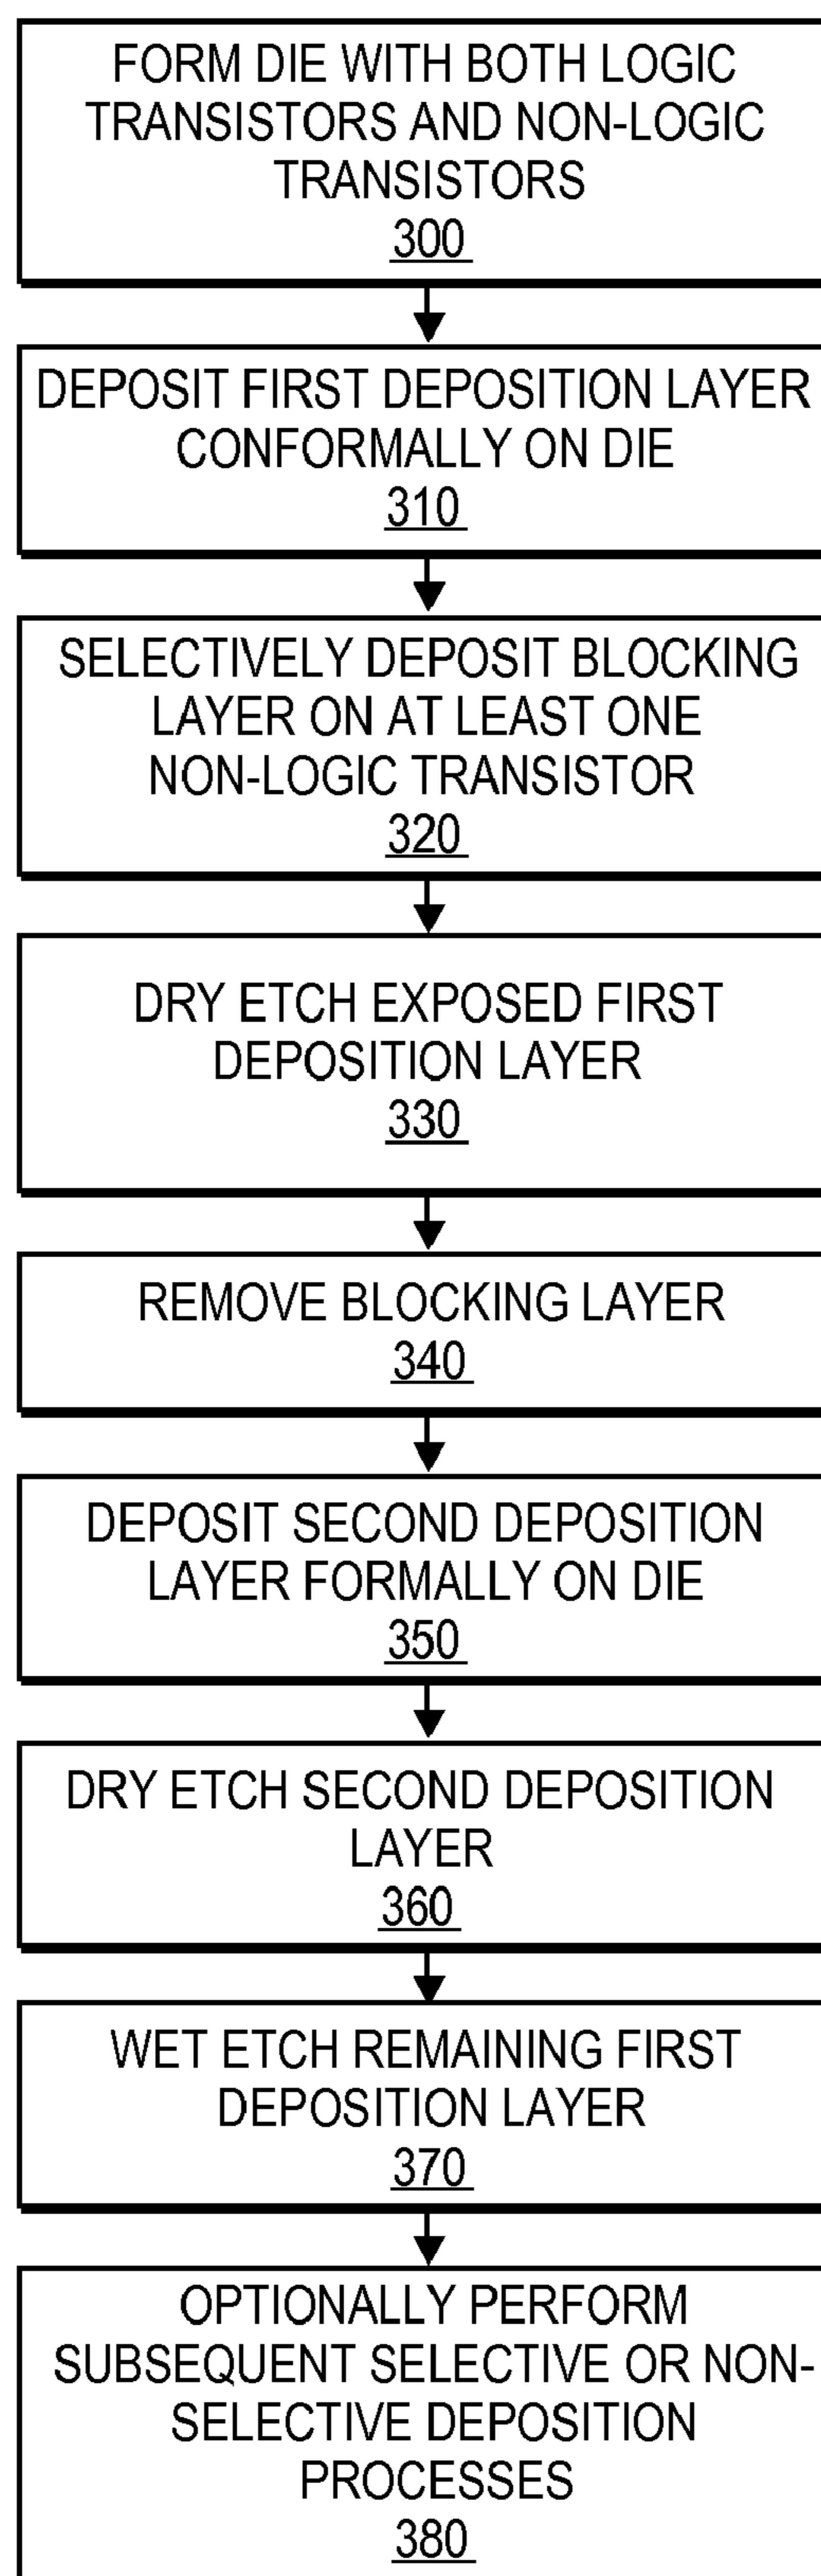 FORM DIE WITH BOTH LOGIC
TRANSISTORS AND NON-LOGIC
TRANSISTORS
300
DEPOSIT FIRST DEPOSITION LAYER
CONFORMALLY ON DIE
310
SELECTIVELY DEPOSIT BLOCKING
LAYER ON AT LEAST ONE
NON-LOGIC TRANSISTOR
320
DRY ETCH EXPOSED FIRST
DEPOSITION LAYER
330
REMOVE BLOCKING LAYER
340
DEPOSIT SECOND DEPOSITION
LAYER FORMALLY ON DIE
350
DRY ETCH SECOND DEPOSITION
LAYER
360
WET ETCH REMAINING FIRST
DEPOSITION LAYER
370
OPTIONALLY PERFORM
SUBSEQUENT SELECTIVE OR NON-
SELECTIVE DEPOSITION
PROCESSES
380